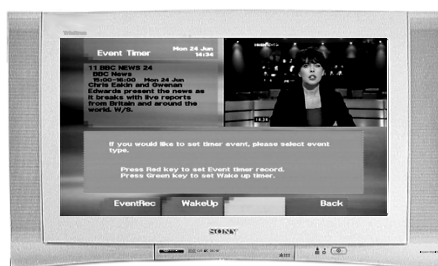 Event Timer
Mon 24 Jun
14:34
11 BBC NEWS 24
BBC News
15:00-16:00 Mon 24 Jun
Chris Eakin and Gwenan
Edwards present the news as
it breaks with live reports
from Britain and around the
world. W/S.
14:34
If you would like to set timer event, please select event
type.
Press Red key to set Event timer record.
Press Green key to set Wake up timer.
EventRec WakeUp Back
SONY